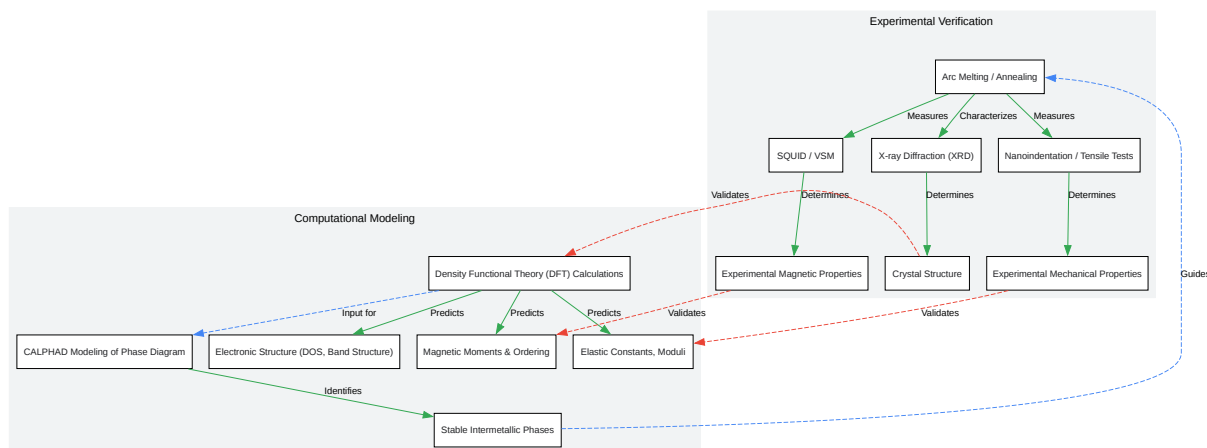 Experimental Verification
Arc Melting / Annealing
Measures
Characterizes
Measures
SQUID / VSM
X-ray Diffraction (XRD)
Nanoindentation / Tensile Tests
Validates
Determines
Determines
Determines
Computational Modeling
Density Functional Theory (DFT) Calculations
Experimental Magnetic Properties
Crystal Structure
Experimental Mechanical Properties
Guides
Input for
Predicts
Predicts
Predicts
Validates
Validates
CALPHAD Modeling of Phase Diagram
Electronic Structure (DOS, Band Structure)
Magnetic Moments & Ordering
Elastic Constants, Moduli
Identifies
Stable Intermetallic Phases